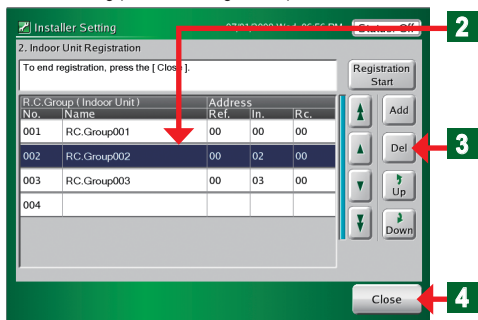 Installer Setting
2
2. Indoor Unit Registration
To end registration, press the [ Close ].
Registration
Start
R.C.Group ( Indoor Unit )
Address
No.
Name
Ref.
In.
Rc.
Add
001
RC.Group001
00
00
00
002
RC.Group002
00
02
00
Del
3
003
RC.Group003
00
03
00
Up
004
Down
Close
4